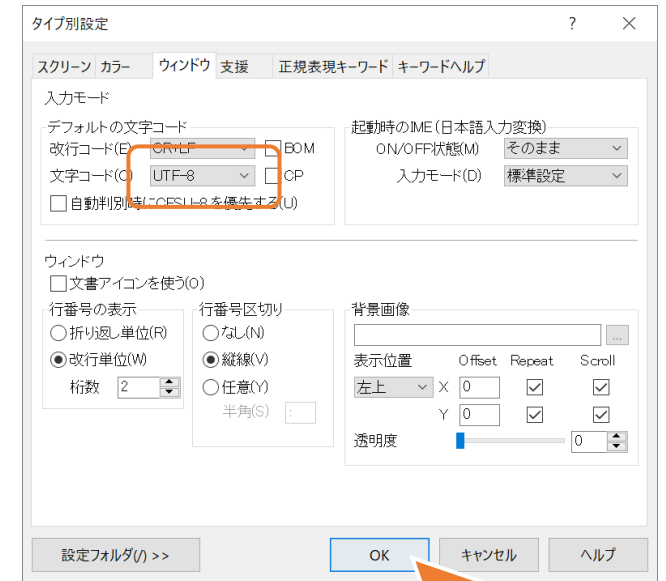 タイプ別設定 ? ×
スクリーン カラー ウィンドウ 支援 正規表現キーワード キーワードヘルプ
入力モード
デフォルトの文字コード
改行コード(E) CR+LF BOM
文字コード(C) UTF-8 CP
自動判別時にCESU-8を優先する(U)
起動時のIME(日本語入力変換)
ON/OFF状態(M) そのまま
入力モード(D) 標準設定
ウィンドウ
文書アイコンを使う(O)
行番号の表示
折り返し単位(R)
改行単位(W)
桁数 2
行番号区切り
なし(N)
縦線(V)
任意(Y)
半角(S) :
背景画像
...
表示位置 Offset Repeat Scroll
左上 X 0
Y 0
透明度 0
設定フォルダ(/) >> OK キャンセル ヘルプ